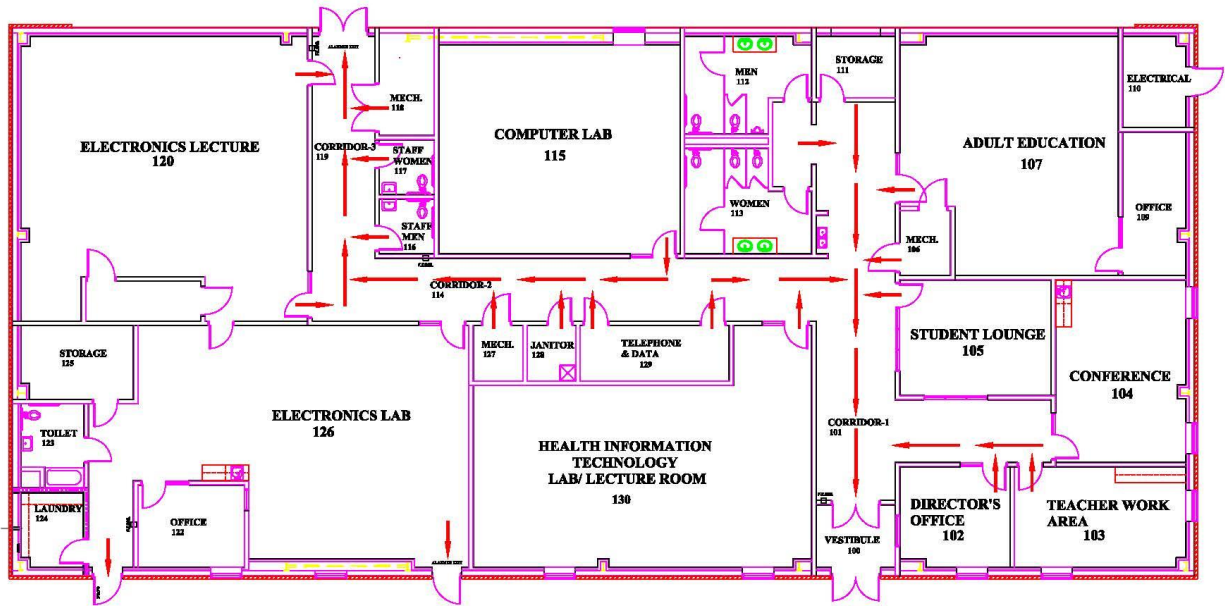 ALARMED EXIT
STORAGE
111
MEN
112
ELECTRICAL
110
MECH.
118
COMPUTER LAB
115
ELECTRONICS LECTURE
120
CORRIDOR-3
119
STAFF
WOMEN
117
ADULT EDUCATION
107
WOMEN
113
OFFICE
109
STAFF
MEN
116
MECH.
106
CORRIDOR-2
114
STUDENT LOUNGE
105
STORAGE
125
MECH.
127
JANITOR
128
TELEPHONE
& DATA
129
CONFERENCE
104
ELECTRONICS LAB
126
TOILET
123
CORRIDOR-1
101
HEALTH INFORMATION
TECHNOLOGY
LAB/ LECTURE ROOM
130
LAUNDRY
124
OFFICE
122
DIRECTOR'S
OFFICE
102
TEACHER WORK
AREA
103
VESTIBULE
100
ALARMED EXIT